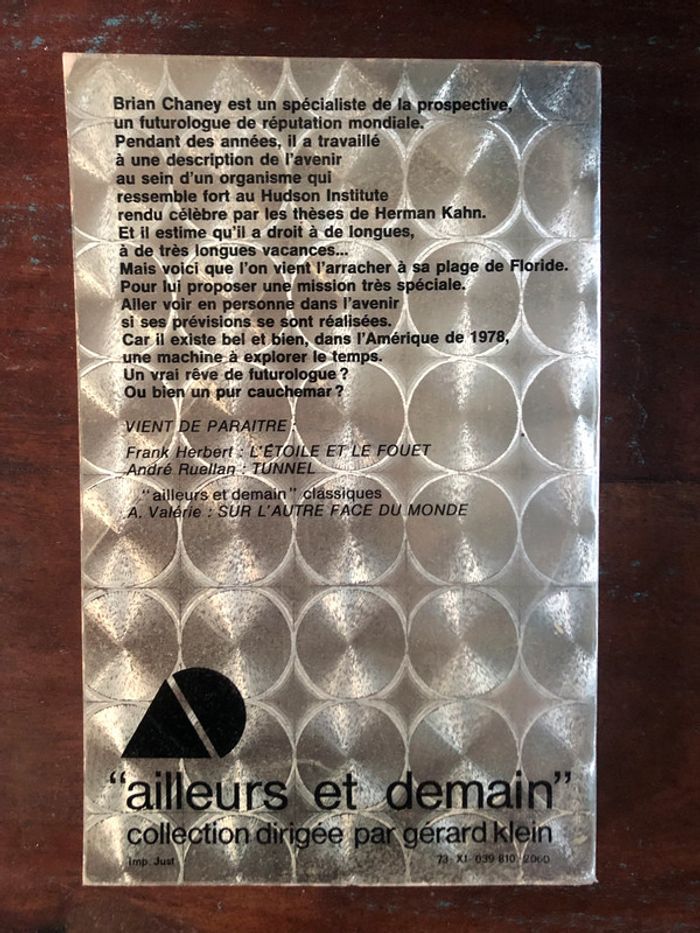 Brian Chaney est un spécialiste de la prospective,
un futurologue de réputation mondiale.
Pendant des années, il a travaillé
à une description de l'avenir
au sein d'un organisme qui
ressemble fort au Hudson Institute
rendu célèbre par les thèses de Herman Kahn.
Et il estime qu'il a droit à de longues,
à de très longues vacances...
Mais voici que l'on vient l'arracher à sa plage de Floride.
Pour lui proposer une mission très spéciale.
Aller voir en personne dans l'avenir
si ses prévisions se sont réalisées.
Car il existe bel et bien, dans l'Amérique de 1978,
une machine à explorer le temps.
Un vrai rêve de futurologue ?
Ou bien un pur cauchemar ?
VIENT DE PARAITRE :
Frank Herbert : L'ÉTOILE ET LE FOUET
André Ruellan : TUNNEL
"ailleurs et demain" classiques
A. Valérie : SUR L'AUTRE FACE DU MONDE
"ailleurs et demain"
collection dirigée par gérard klein
Imp. Just
73 - XI - 039 810 - 2060